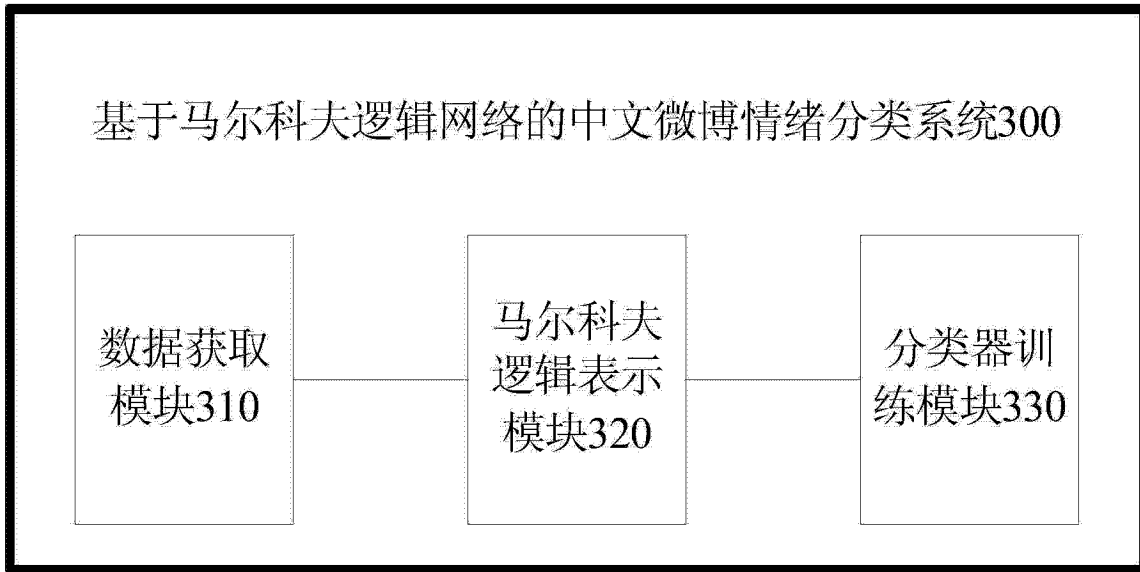 基于马尔科夫逻辑网络的中文微博情绪分类系统300
数据获取
模块310
马尔科夫
逻辑表示
模块320
分类器训
练模块330